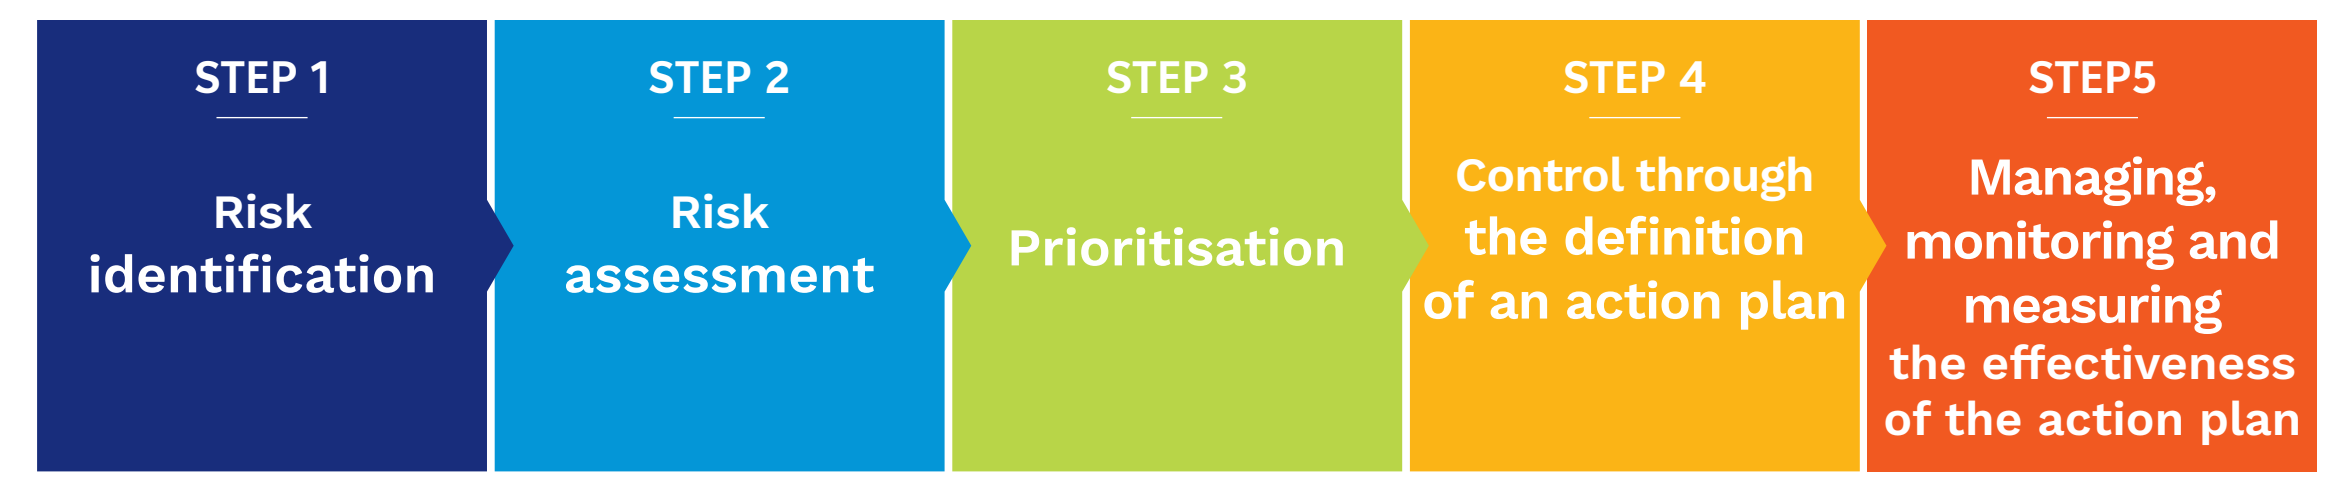 STEP 1
Risk
identification
STEP 2
Risk
assessment
STEP 3
Prioritisation
STEP 4
Control through
the definition
of an action plan
STEP5
Managing,
monitoring and
measuring
the effectiveness
of the action plan